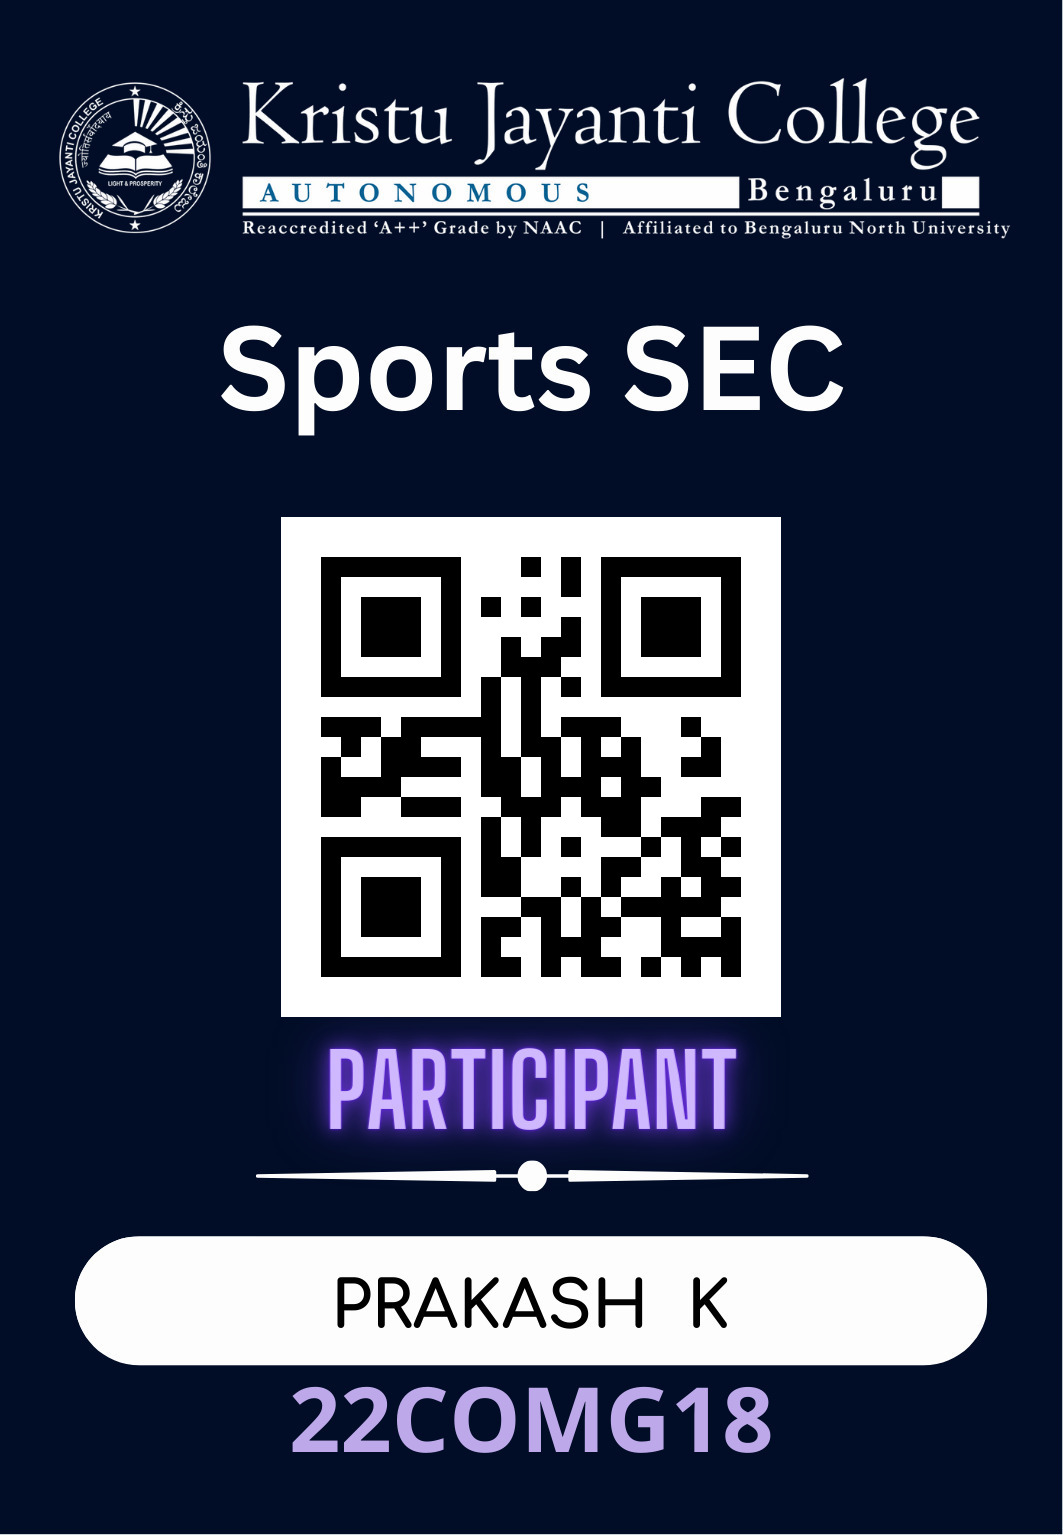 Kristu Jayanti College
AUTONOMOUS Bengaluru
Reaccredited ‘A++’ Grade by NAAC | Affiliated to Bengaluru North University
KRISTU JAYANTI COLLEGE
LIGHT & PROSPERITY
Sports SEC
PARTICIPANT
PRAKASH K
22COMG18